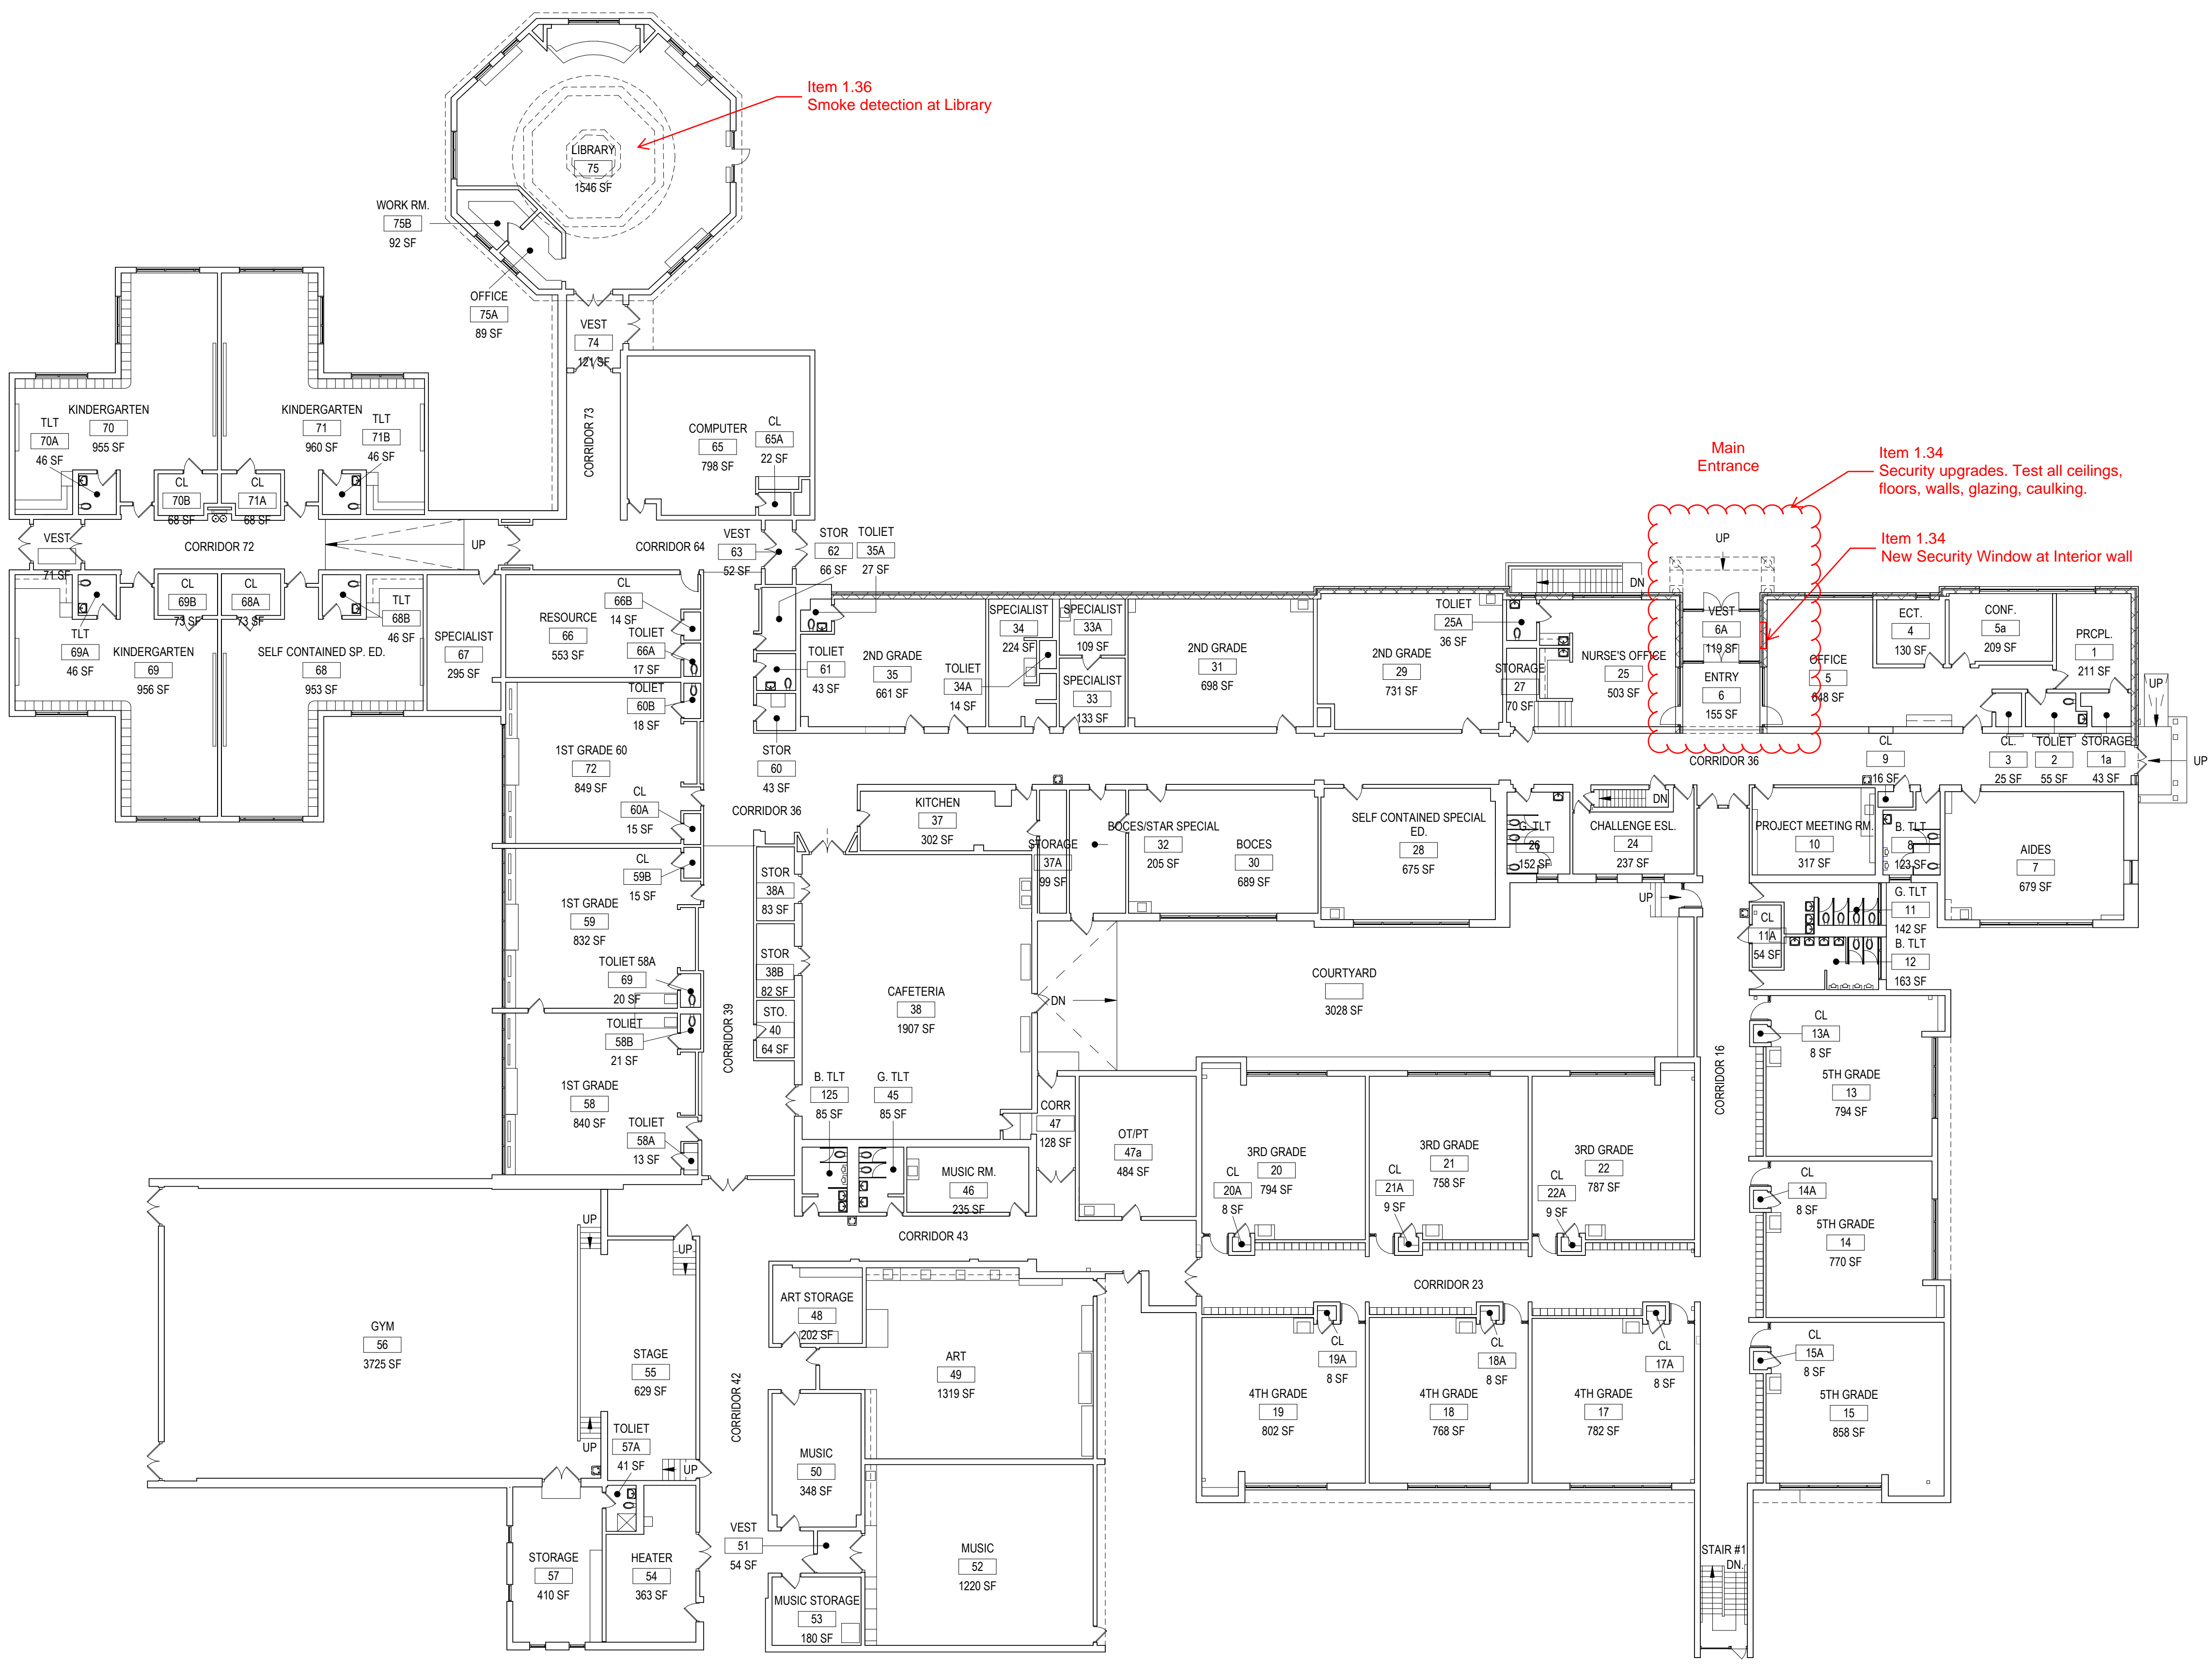 Item 1.36
Smoke detection at Library
LIBRARY
75
1546 SF
WORK RM.
75B
92 SF
OFFICE
75A
89 SF
VEST
74
121 SF
CORRIDOR 73
COMPUTER
65
798 SF
CL
65A
22 SF
KINDERGARTEN
70
955 SF
TLT
70A
46 SF
KINDERGARTEN
71
960 SF
TLT
71B
46 SF
CL
70B
68 SF
CL
71A
68 SF
VEST
71 SF
CORRIDOR 72
UP
CORRIDOR 64
VEST
63
52 SF
STOR
62
66 SF
TOLIET
35A
27 SF
Main
Entrance
Item 1.34
Security upgrades. Test all ceilings,
floors, walls, glazing, caulking.
Item 1.34
New Security Window at Interior wall
UP
DN
TLT
69A
46 SF
CL
69B
73 SF
CL
68A
73 SF
TLT
68B
46 SF
KINDERGARTEN
69
956 SF
SELF CONTAINED SP. ED.
68
953 SF
SPECIALIST
67
295 SF
RESOURCE
66
553 SF
CL
66B
14 SF
TOLIET
66A
17 SF
TOLIET
60B
18 SF
TOLIET
61
43 SF
2ND GRADE
35
661 SF
SPECIALIST
34
224 SF
TOLIET
34A
14 SF
SPECIALIST
33A
109 SF
SPECIALIST
33
133 SF
2ND GRADE
31
698 SF
2ND GRADE
29
731 SF
TOLIET
25A
36 SF
STORAGE
27
70 SF
NURSE'S OFFICE
25
503 SF
VEST
6A
119 SF
ENTRY
6
155 SF
OFFICE
5
648 SF
ECT.
4
130 SF
CONF.
5a
209 SF
PRCPL.
1
211 SF
UP
UP
CL
9
16 SF
CL.
3
25 SF
TOLIET
2
55 SF
STORAGE
1a
43 SF
CORRIDOR 36
1ST GRADE 60
72
849 SF
CL
60A
15 SF
STOR
60
43 SF
CORRIDOR 36
KITCHEN
37
302 SF
STORAGE
37A
99 SF
BOCES/STAR SPECIAL
32
205 SF
BOCES
30
689 SF
SELF CONTAINED SPECIAL
ED.
28
675 SF
G. TLT
26
152 SF
DN
CHALLENGE ESL.
24
237 SF
PROJECT MEETING RM.
10
317 SF
B. TLT
8
123 SF
AIDES
7
679 SF
CL
59B
15 SF
1ST GRADE
59
832 SF
STOR
38A
83 SF
STOR
38B
82 SF
STO.
40
64 SF
CAFETERIA
38
1907 SF
DN
COURTYARD
3028 SF
UP
CL
11A
54 SF
G. TLT
11
142 SF
B. TLT
12
163 SF
TOLIET 58A
69
20 SF
TOLIET
58B
21 SF
1ST GRADE
58
840 SF
TOLIET
58A
13 SF
CORRIDOR 39
B. TLT
125
85 SF
G. TLT
45
85 SF
MUSIC RM.
46
235 SF
CORR
47
128 SF
OT/PT
47a
484 SF
3RD GRADE
20
794 SF
CL
20A
8 SF
3RD GRADE
21
758 SF
CL
21A
9 SF
3RD GRADE
22
787 SF
CL
22A
9 SF
CORRIDOR 16
CL
13A
8 SF
5TH GRADE
13
794 SF
CL
14A
8 SF
5TH GRADE
14
770 SF
CL
15A
8 SF
5TH GRADE
15
858 SF
CORRIDOR 43
CORRIDOR 23
UP
UP
GYM
56
3725 SF
STAGE
55
629 SF
UP
TOLIET
57A
41 SF
UP
CORRIDOR 42
ART STORAGE
48
202 SF
ART
49
1319 SF
MUSIC
50
348 SF
CL
19A
8 SF
4TH GRADE
19
802 SF
CL
18A
8 SF
4TH GRADE
18
768 SF
CL
17A
8 SF
4TH GRADE
17
782 SF
STORAGE
57
410 SF
HEATER
54
363 SF
VEST
51
54 SF
MUSIC
52
1220 SF
MUSIC STORAGE
53
180 SF
STAIR #1
DN.